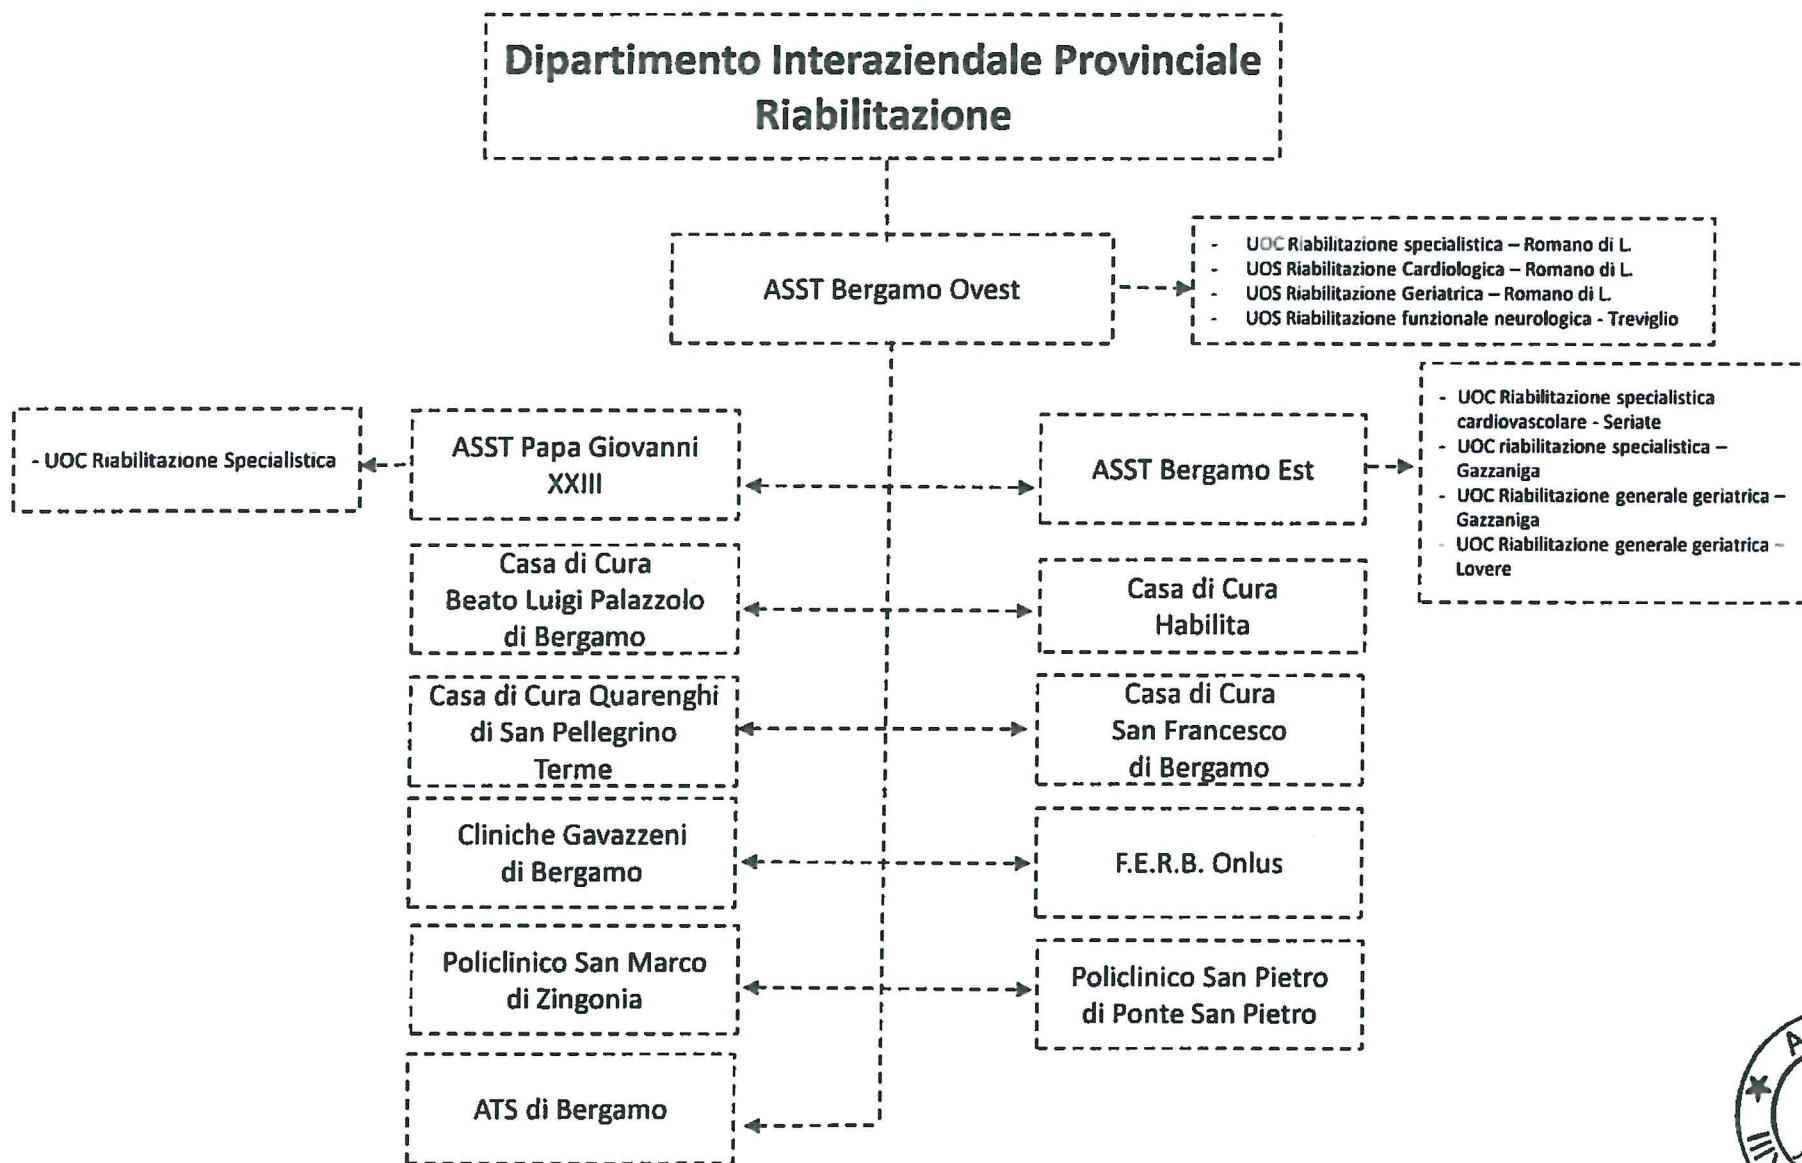 Dipartimento Interaziendale Provinciale
Riabilitazione
ASST Bergamo Ovest
- UOC Riabilitazione specialistica – Romano di L.
- UOS Riabilitazione Cardiologica – Romano di L.
- UOS Riabilitazione Geriatrica – Romano di L.
- UOS Riabilitazione funzionale neurologica - Treviglio
- UOC Riabilitazione Specialistica
ASST Papa Giovanni
XXIII
ASST Bergamo Est
- UOC Riabilitazione specialistica
cardiovascolare - Seriate
- UOC riabilitazione specialistica –
Gazzaniga
- UOC Riabilitazione generale geriatrica –
Gazzaniga
- UOC Riabilitazione generale geriatrica –
Lovere
Casa di Cura
Beato Luigi Palazzolo
di Bergamo
Casa di Cura
Habilita
Casa di Cura Quarenghi
di San Pellegrino
Terme
Casa di Cura
San Francesco
di Bergamo
Cliniche Gavazzeni
di Bergamo
F.E.R.B. Onlus
Policlinico San Marco
di Zingonia
Policlinico San Pietro
di Ponte San Pietro
ATS di Bergamo